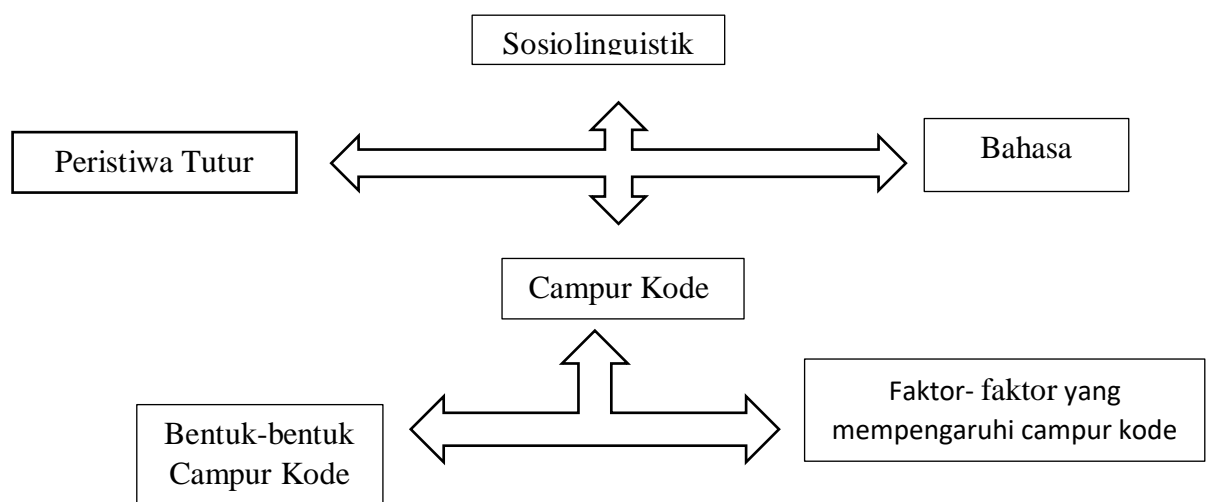 Sosiolinguistik
Peristiwa Tutur
Bahasa
Campur Kode
Bentuk-bentuk
Campur Kode
Faktor- faktor yang
mempengaruhi campur kode